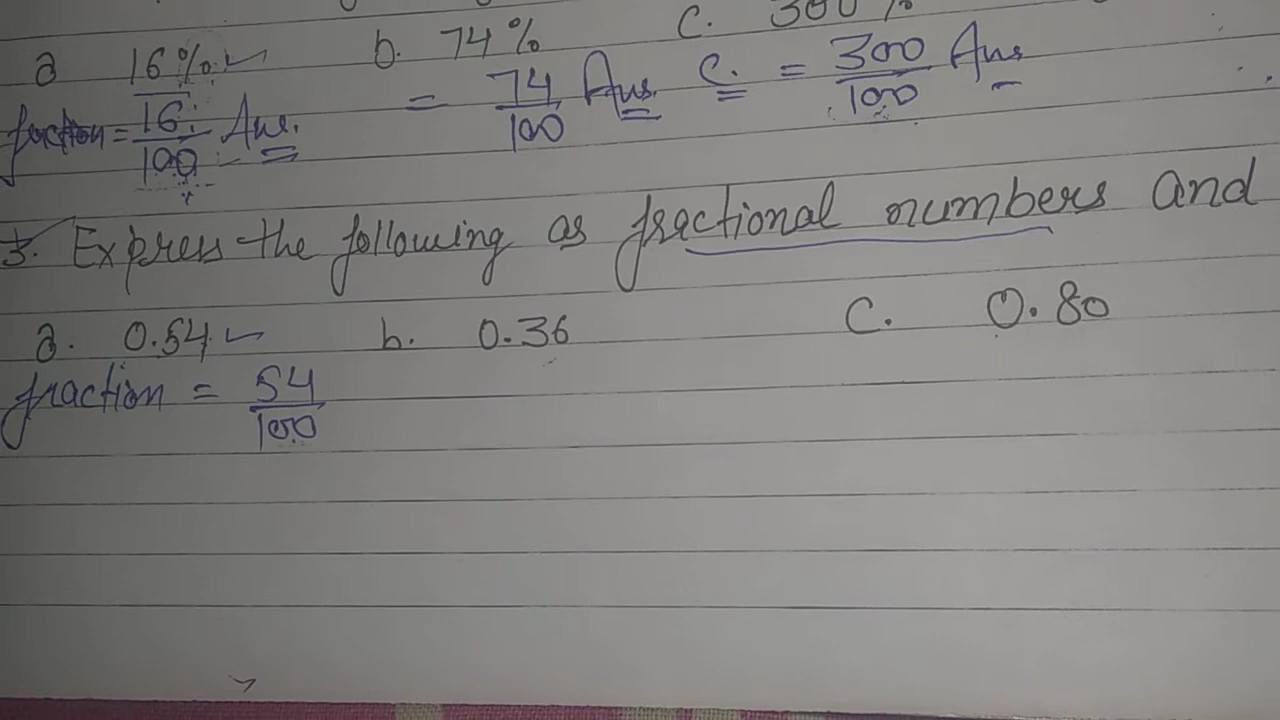 a 16% b. 74% c. 300%
fraction = 16/100 Ans. = 74/100 Ans. C. = 300/100 Ans
3. Express the following as fractional numbers and
a. 0.54 b. 0.36 C. 0.80
fraction = 54/100